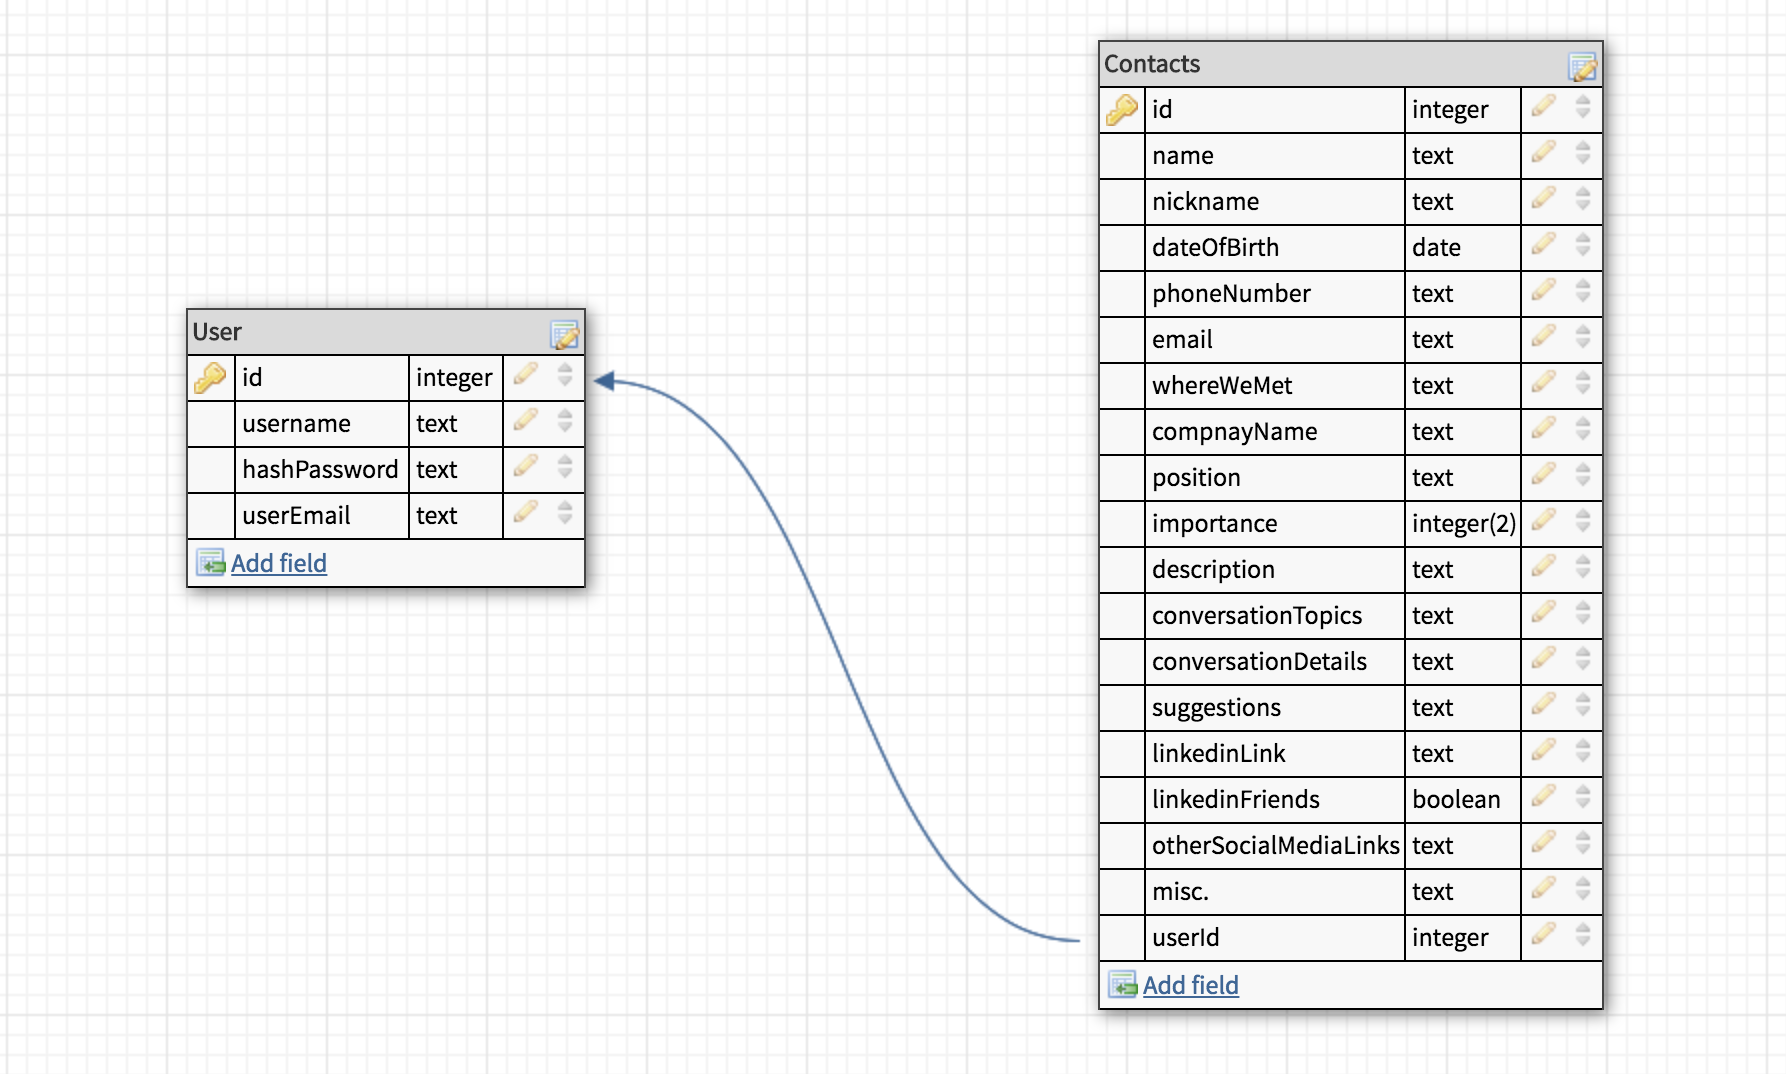 User
id integer
username text
hashPassword text
userEmail text
Add field
Contacts
id integer
name text
nickname text
dateOfBirth date
phoneNumber text
email text
whereWeMet text
compnayName text
position text
importance integer(2)
description text
conversationTopics text
conversationDetails text
suggestions text
linkedinLink text
linkedinFriends boolean
otherSocialMediaLinks text
misc. text
userId integer
Add field